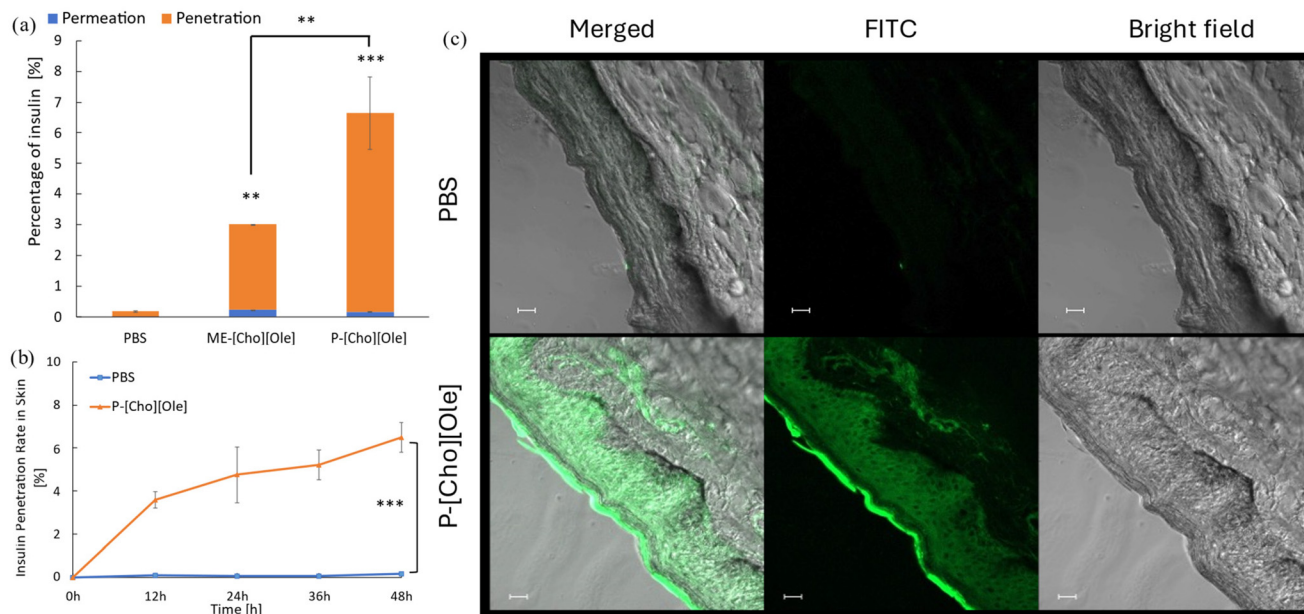 (a)
Permeation Penetration
Percentage of insulin [%]
9
8
7
6
5
4
3
2
1
0
**
**
***
PBS ME-[Cho][Ole] P-[Cho][Ole]
(b)
Insulin Penetration Rate in Skin
[%]
10
8
6
4
2
0
PBS
P-[Cho][Ole]
***
0h 12h 24h 36h 48h
Time [h]
(c)
Merged FITC Bright field
PBS
P-[Cho][Ole]